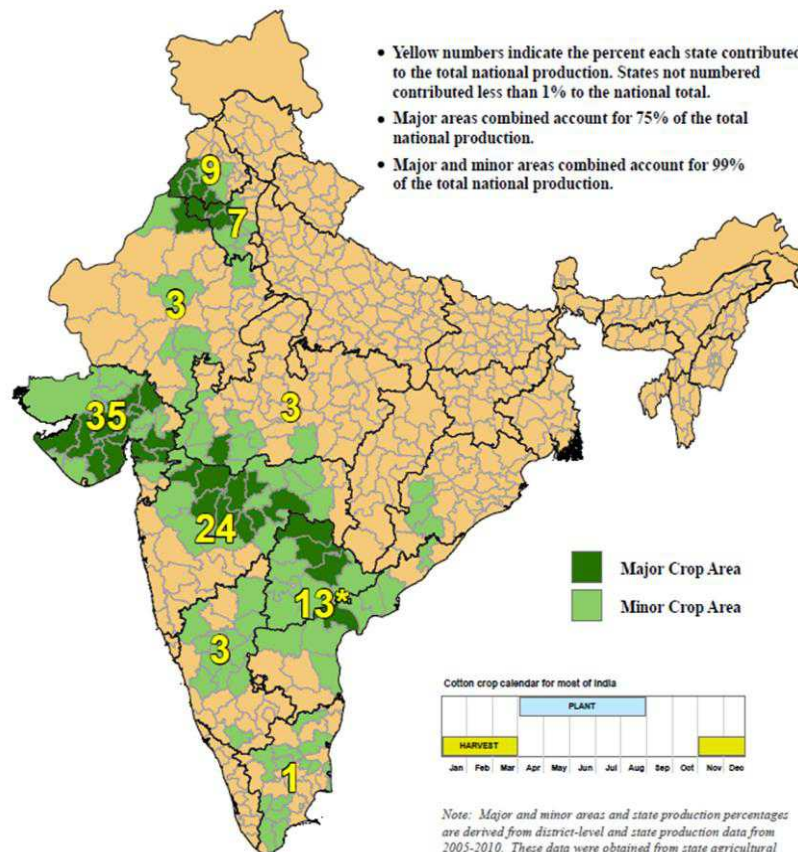 • Yellow numbers indicate the percent each state contributed
to the total national production. States not numbered
contributed less than 1% to the national total.
• Major areas combined account for 75% of the total
national production.
• Major and minor areas combined account for 99%
of the total national production.
9
7
3
35
3
24
13*
3
1
Major Crop Area
Minor Crop Area
Cotton crop calendar for most of India
PLANT
HARVEST
Jan Feb Mar Apr May Jun Jul Aug Sep Oct Nov Dec
Note: Major and minor areas and state production percentages
are derived from district-level and state production data from
2005-2010. These data were obtained from state agricultural